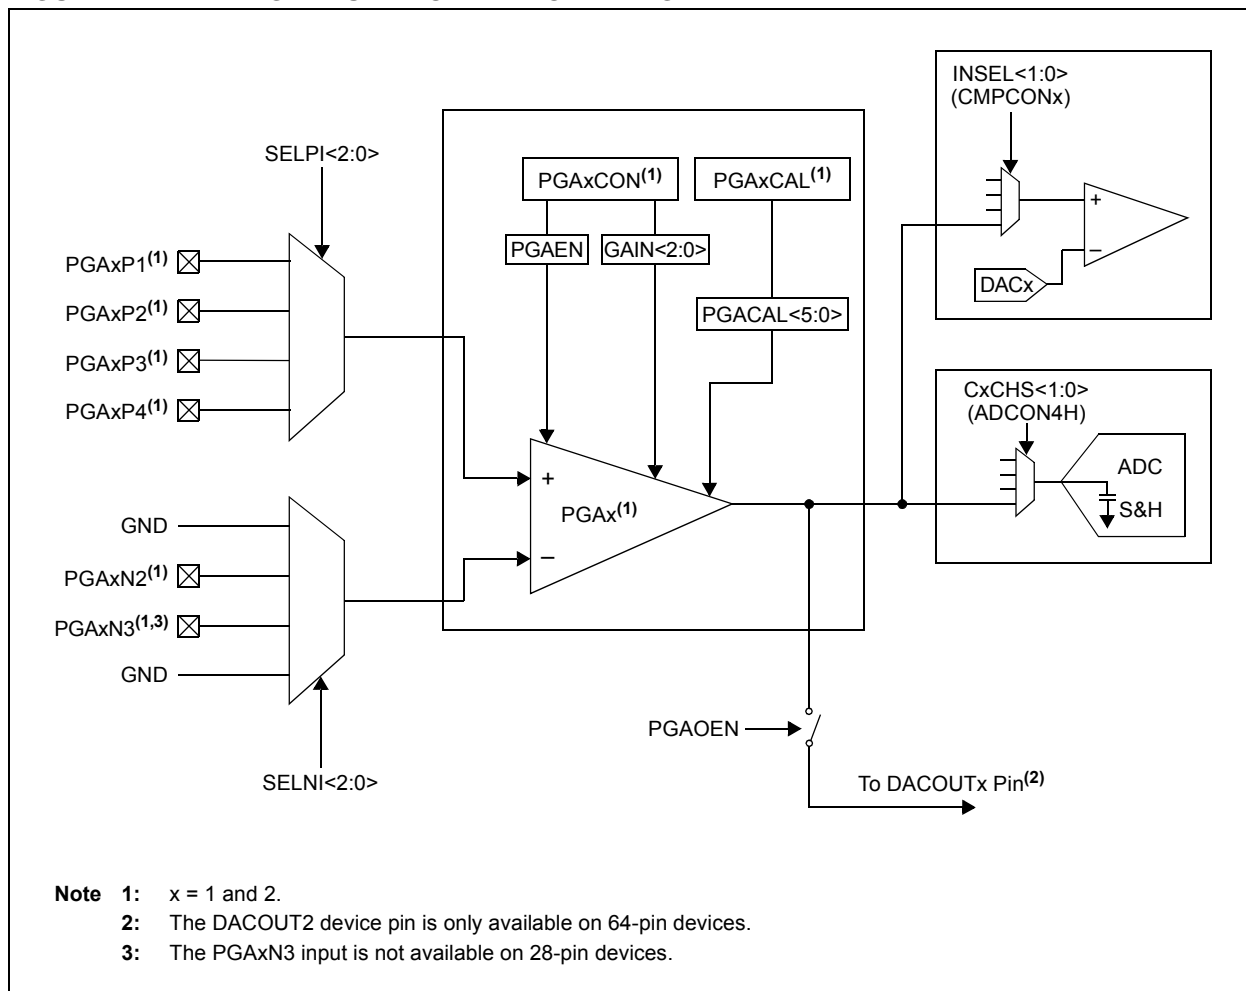 INSEL<1:0>
(CMPCONx)
SELPI<2:0>
PGAxCON(1)
PGAxCAL(1)
+
–
DACx
PGAEN
GAIN<2:0>
PGACAL<5:0>
PGAxP1(1)
PGAxP2(1)
PGAxP3(1)
PGAxP4(1)
CxCHS<1:0>
(ADCON4H)
ADC
S&H
+
PGAx(1)
–
GND
PGAxN2(1)
PGAxN3(1,3)
GND
SELNI<2:0>
PGAOEN
To DACOUTx Pin(2)
Note 1: x = 1 and 2.
2: The DACOUT2 device pin is only available on 64-pin devices.
3: The PGAxN3 input is not available on 28-pin devices.